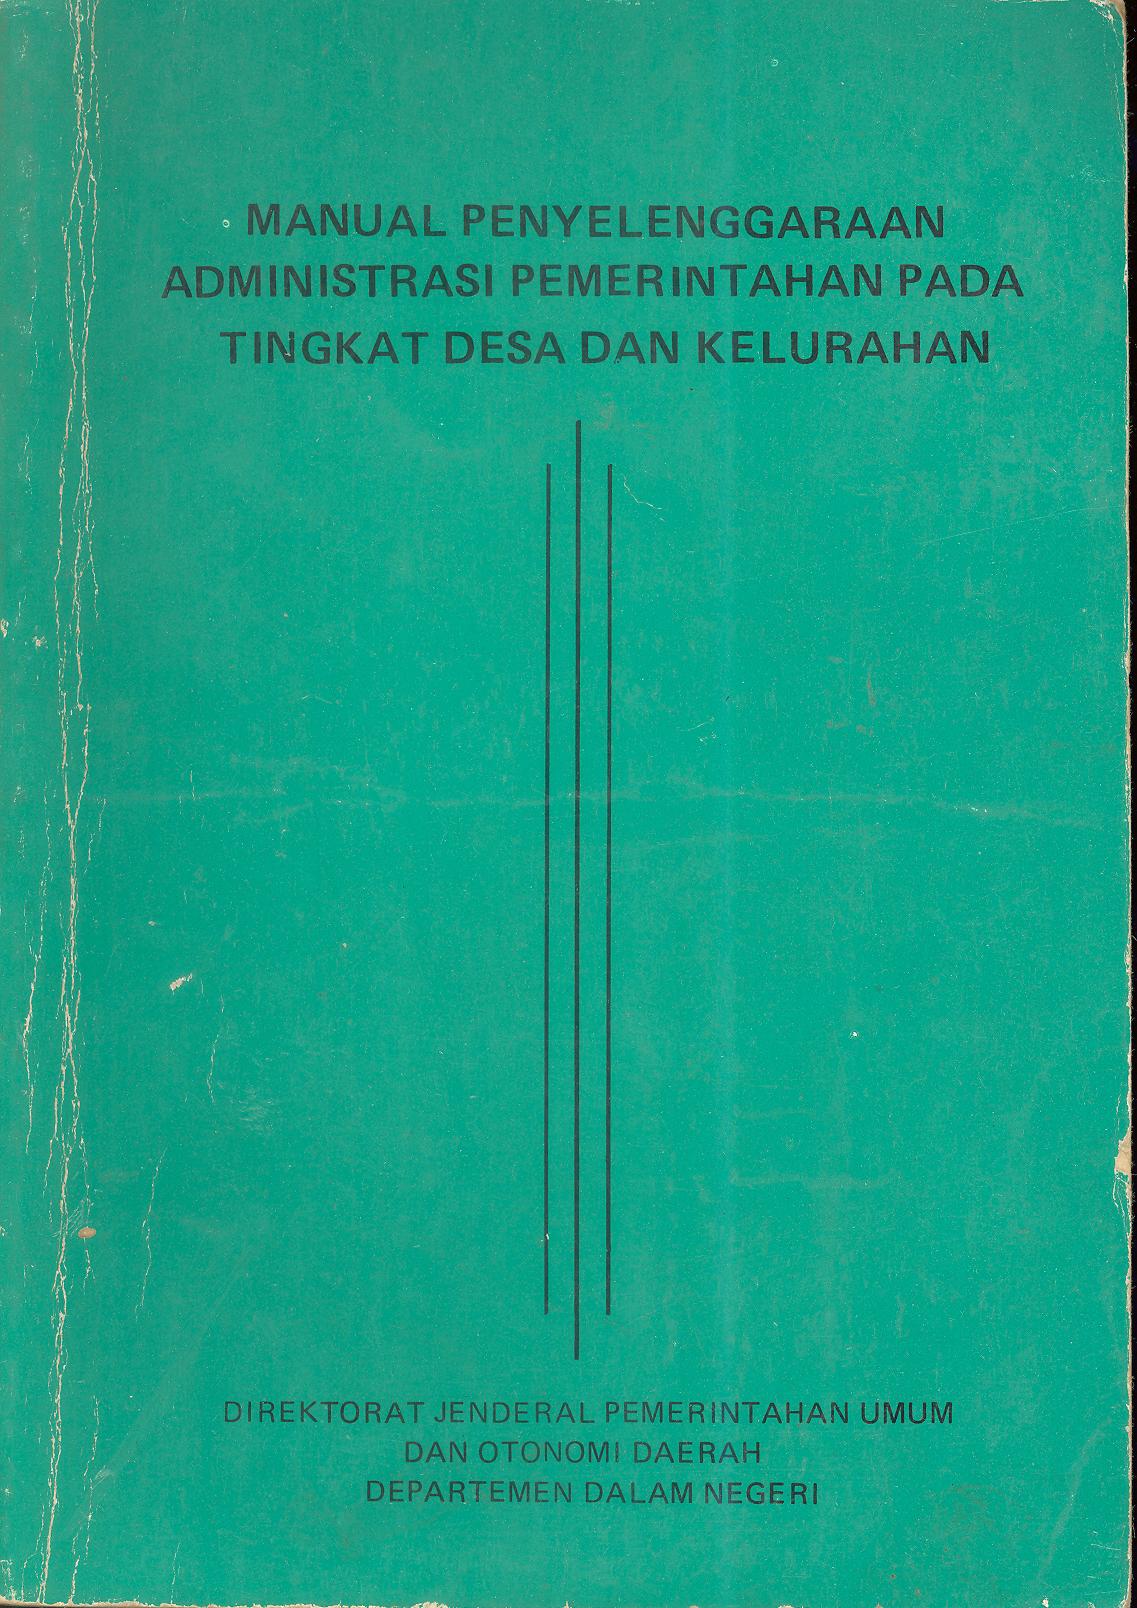 MANUAL PENYELENGGARAAN
ADMINISTRASI PEMERINTAHAN PADA
TINGKAT DESA DAN KELURAHAN
DIREKTORAT JENDERAL PEMERINTAHAN UMUM
DAN OTONOMI DAERAH
DEPARTEMEN DALAM NEGERI